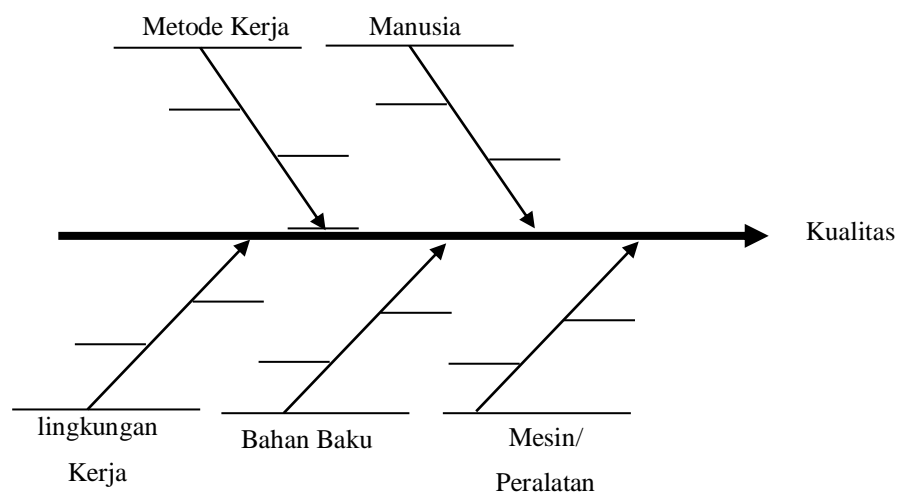 Metode Kerja
Manusia
Kualitas
lingkungan
Kerja
Bahan Baku
Mesin/
Peralatan